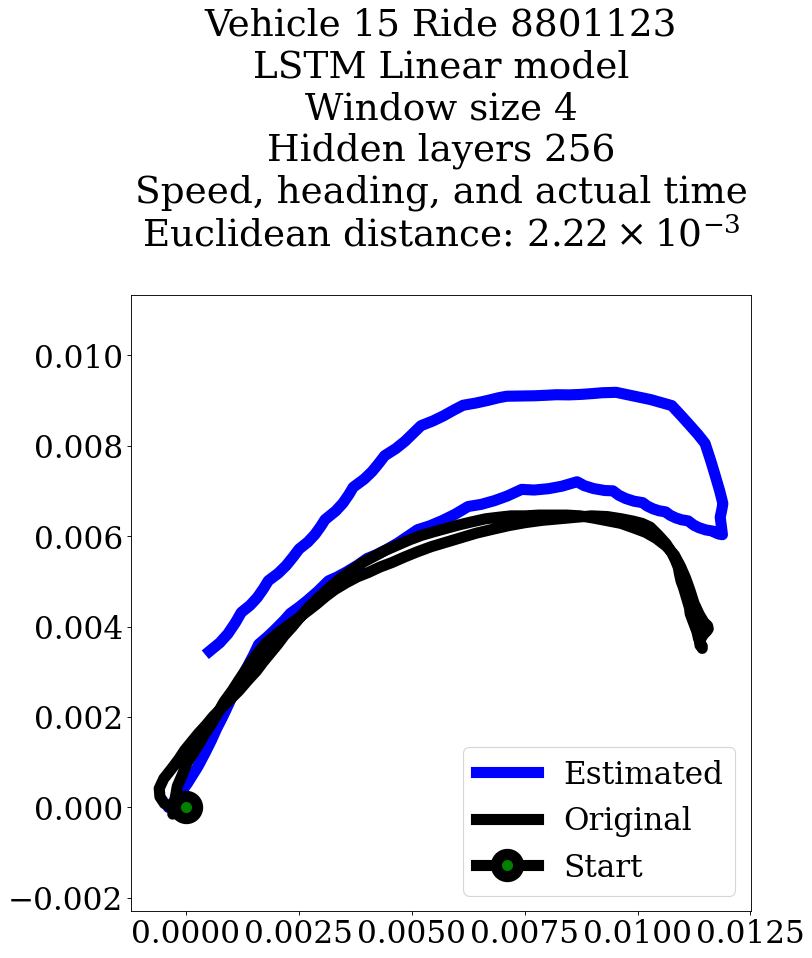 Vehicle 15 Ride 8801123
LSTM Linear model
Window size 4
Hidden layers 256
Speed, heading, and actual time
Euclidean distance: 2.22 × 10⁻³
0.010
0.008
0.006
0.004
0.002
0.000
−0.002
Estimated
Original
Start
0.0000 0.0025 0.0050 0.0075 0.0100 0.0125